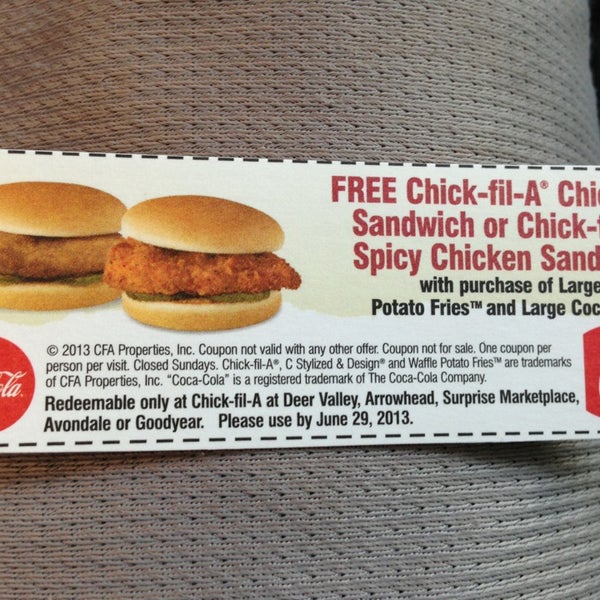 FREE Chick-fil-A® Chic
Sandwich or Chick-f
Spicy Chicken Sand
with purchase of Large
Potato Fries™ and Large Coc
© 2013 CFA Properties, Inc. Coupon not valid with any other offer. Coupon not for sale. One coupon per
person per visit. Closed Sundays. Chick-fil-A®, C Stylized & Design® and Waffle Potato Fries™ are trademarks
of CFA Properties, Inc. "Coca-Cola" is a registered trademark of The Coca-Cola Company.
Redeemable only at Chick-fil-A at Deer Valley, Arrowhead, Surprise Marketplace,
Avondale or Goodyear. Please use by June 29, 2013.